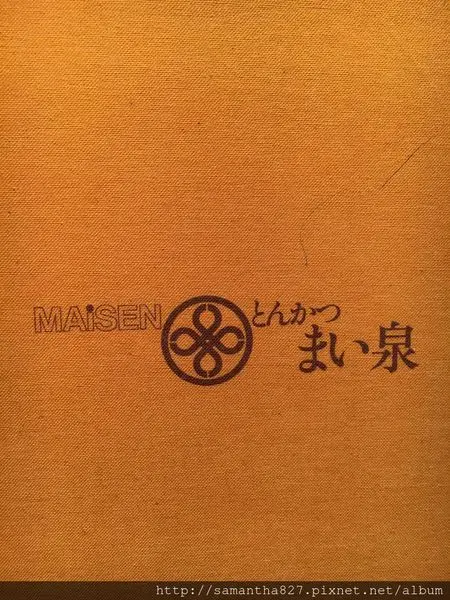 MAiSEN
とんかつ
まい泉
http://samantha827.pixnet.net/album